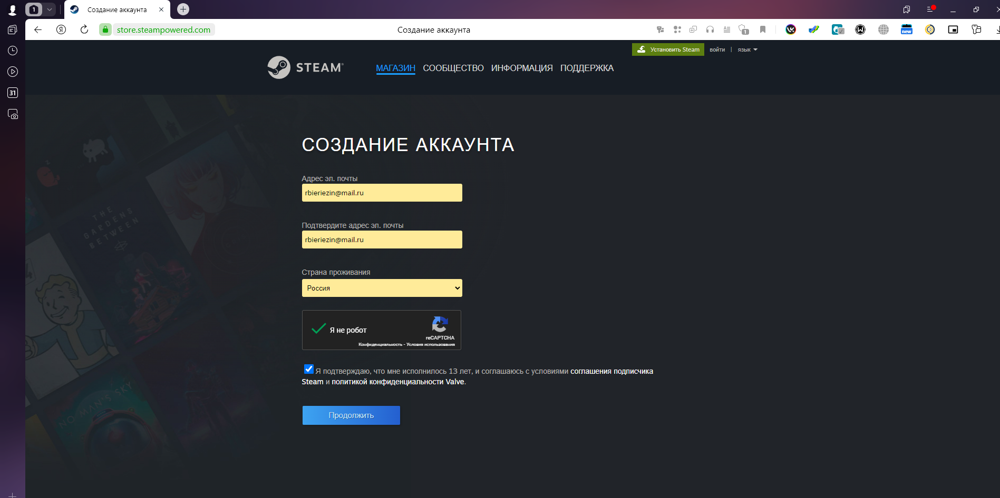 1
Создание аккаунта
Я
store.steampowered.com
Создание аккаунта
1
new
31
Установить Steam
войти | язык
STEAM®
МАГАЗИН СООБЩЕСТВО ИНФОРМАЦИЯ ПОДДЕРЖКА
СОЗДАНИЕ АККАУНТА
Адрес эл. почты
rbieriezin@mail.ru
Подтвердите адрес эл. почты
rbieriezin@mail.ru
Страна проживания
Россия
Я не робот
reCAPTCHA
Конфиденциальность - Условия использования
Я подтверждаю, что мне исполнилось 13 лет, и соглашаюсь с условиями соглашения подписчика
Steam и политикой конфиденциальности Valve.
Продолжить
THE
GARDENS
BETWEEN
NO MAN'S SKY